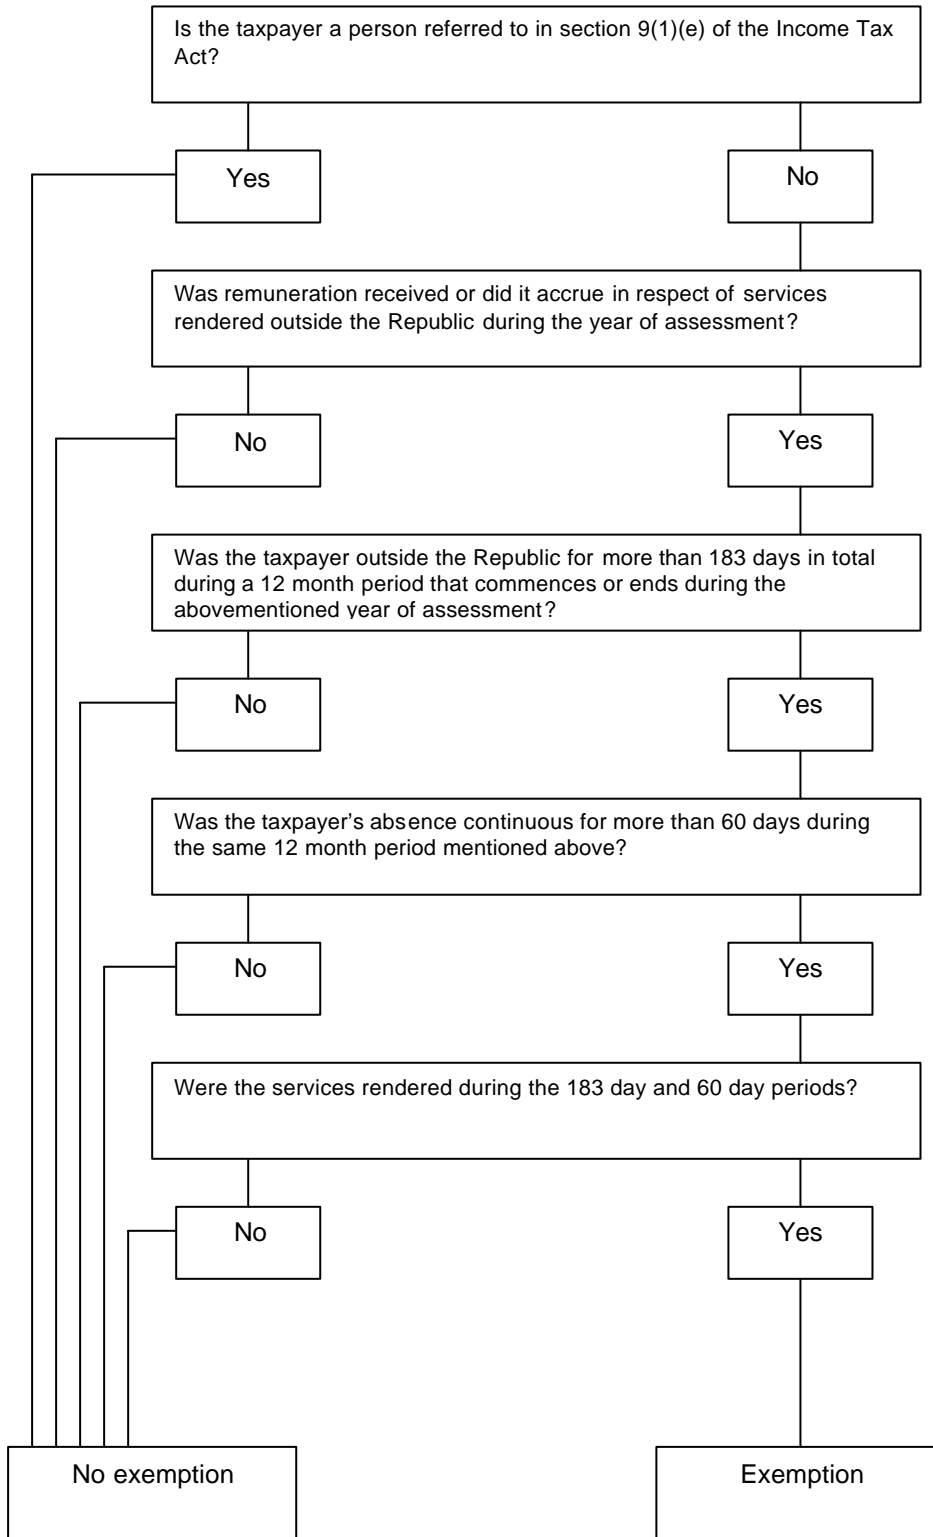 Is the taxpayer a person referred to in section 9(1)(e) of the Income Tax
Act?
Yes
No
Was remuneration received or did it accrue in respect of services
rendered outside the Republic during the year of assessment?
No
Yes
Was the taxpayer outside the Republic for more than 183 days in total
during a 12 month period that commences or ends during the
abovementioned year of assessment?
No
Yes
Was the taxpayer’s absence continuous for more than 60 days during
the same 12 month period mentioned above?
No
Yes
Were the services rendered during the 183 day and 60 day periods?
No
Yes
No exemption
Exemption